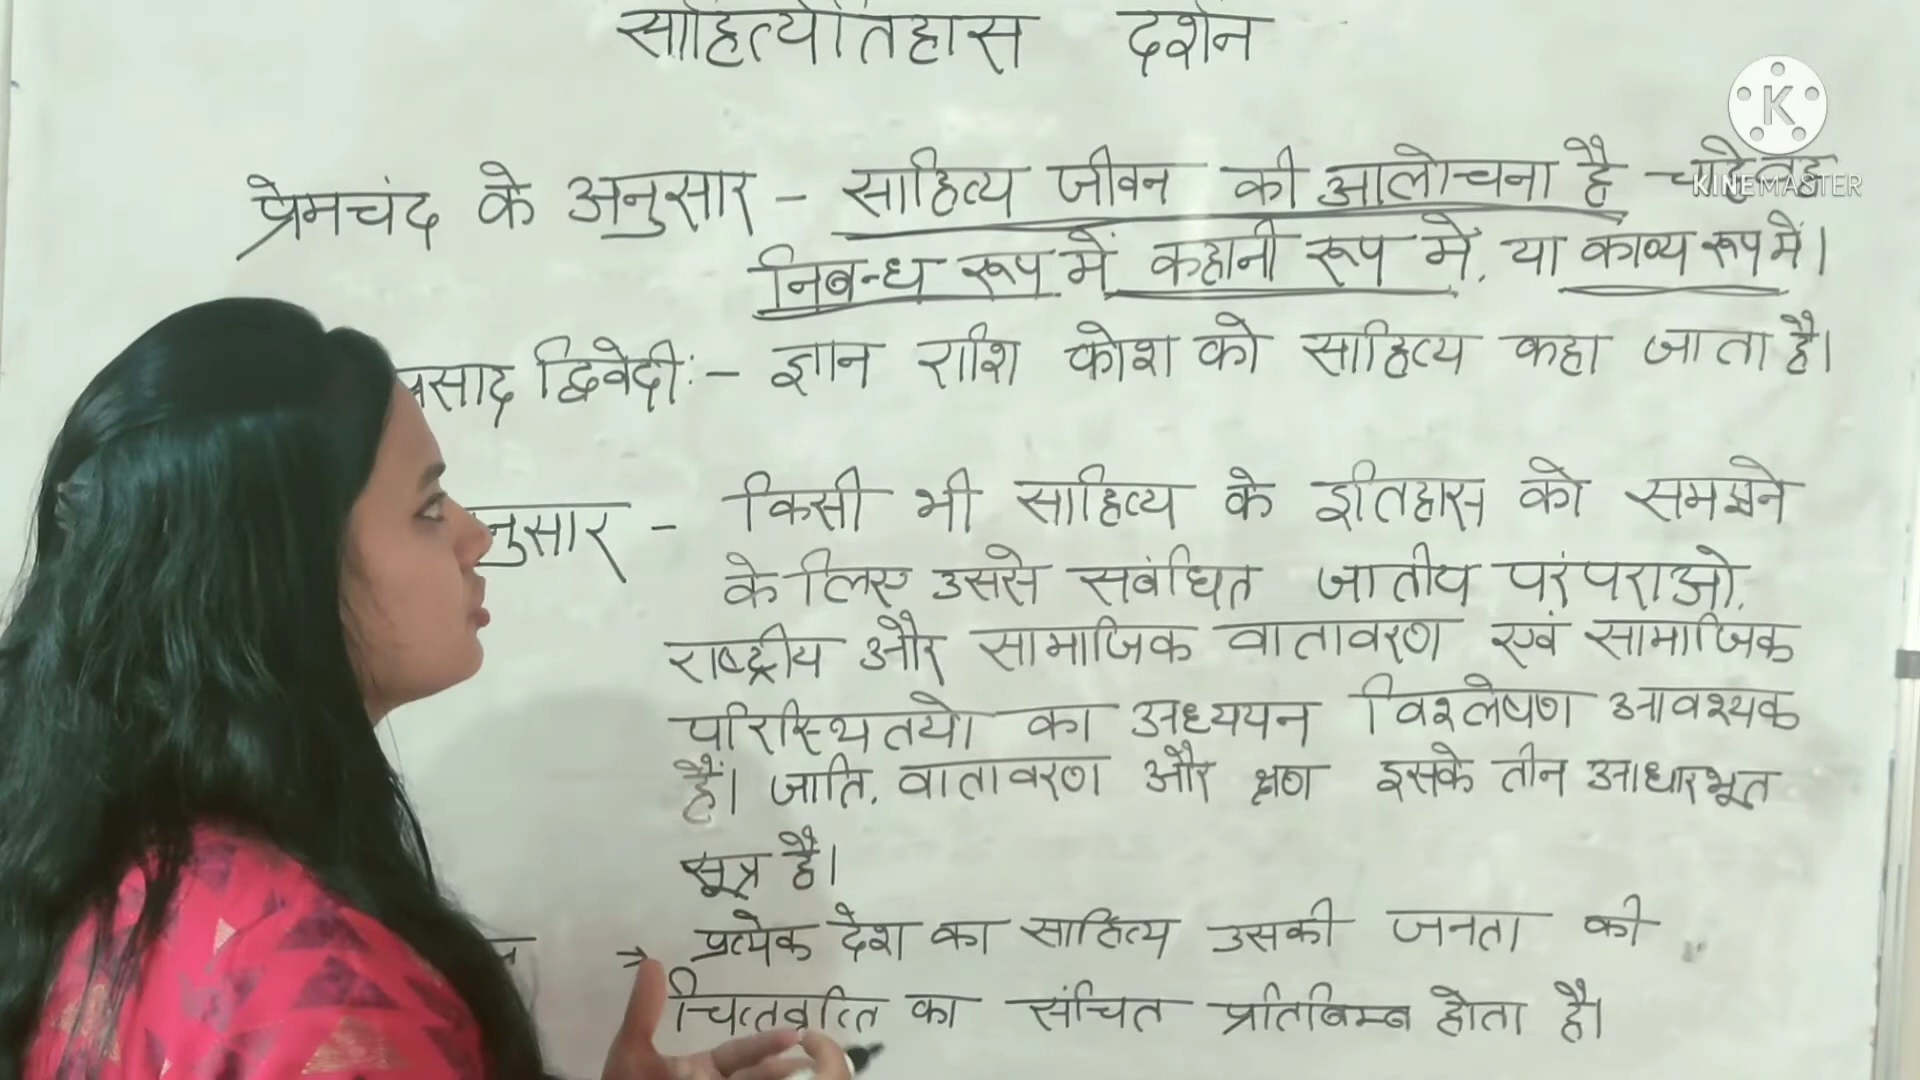 साहित्येतिहास दर्शन
प्रेमचंद के अनुसार - साहित्य जीवन की आलोचना है चाहे वह
निबन्ध रूप में कहानी रूप में, या काव्य रूप में।
द्विवेदी:- ज्ञान राशि कोश को साहित्य कहा जाता है।
किसी भी साहित्य के इतिहास को समझने
के लिए उससे सबंधित जातीय परंपराओ,
राष्ट्रीय और सामाजिक वातावरण एवं सामाजिक
परिस्थितयो का अध्ययन विश्लेषण आवश्यक
हैं। जाति, वातावरण और क्षण इसके तीन आधारभूत
सूत्र है।
→ प्रत्येक देश का साहित्य उसकी जनता की
चित्तवृत्ति का संचित प्रतिबिम्ब होता है।
K
KINEMASTER